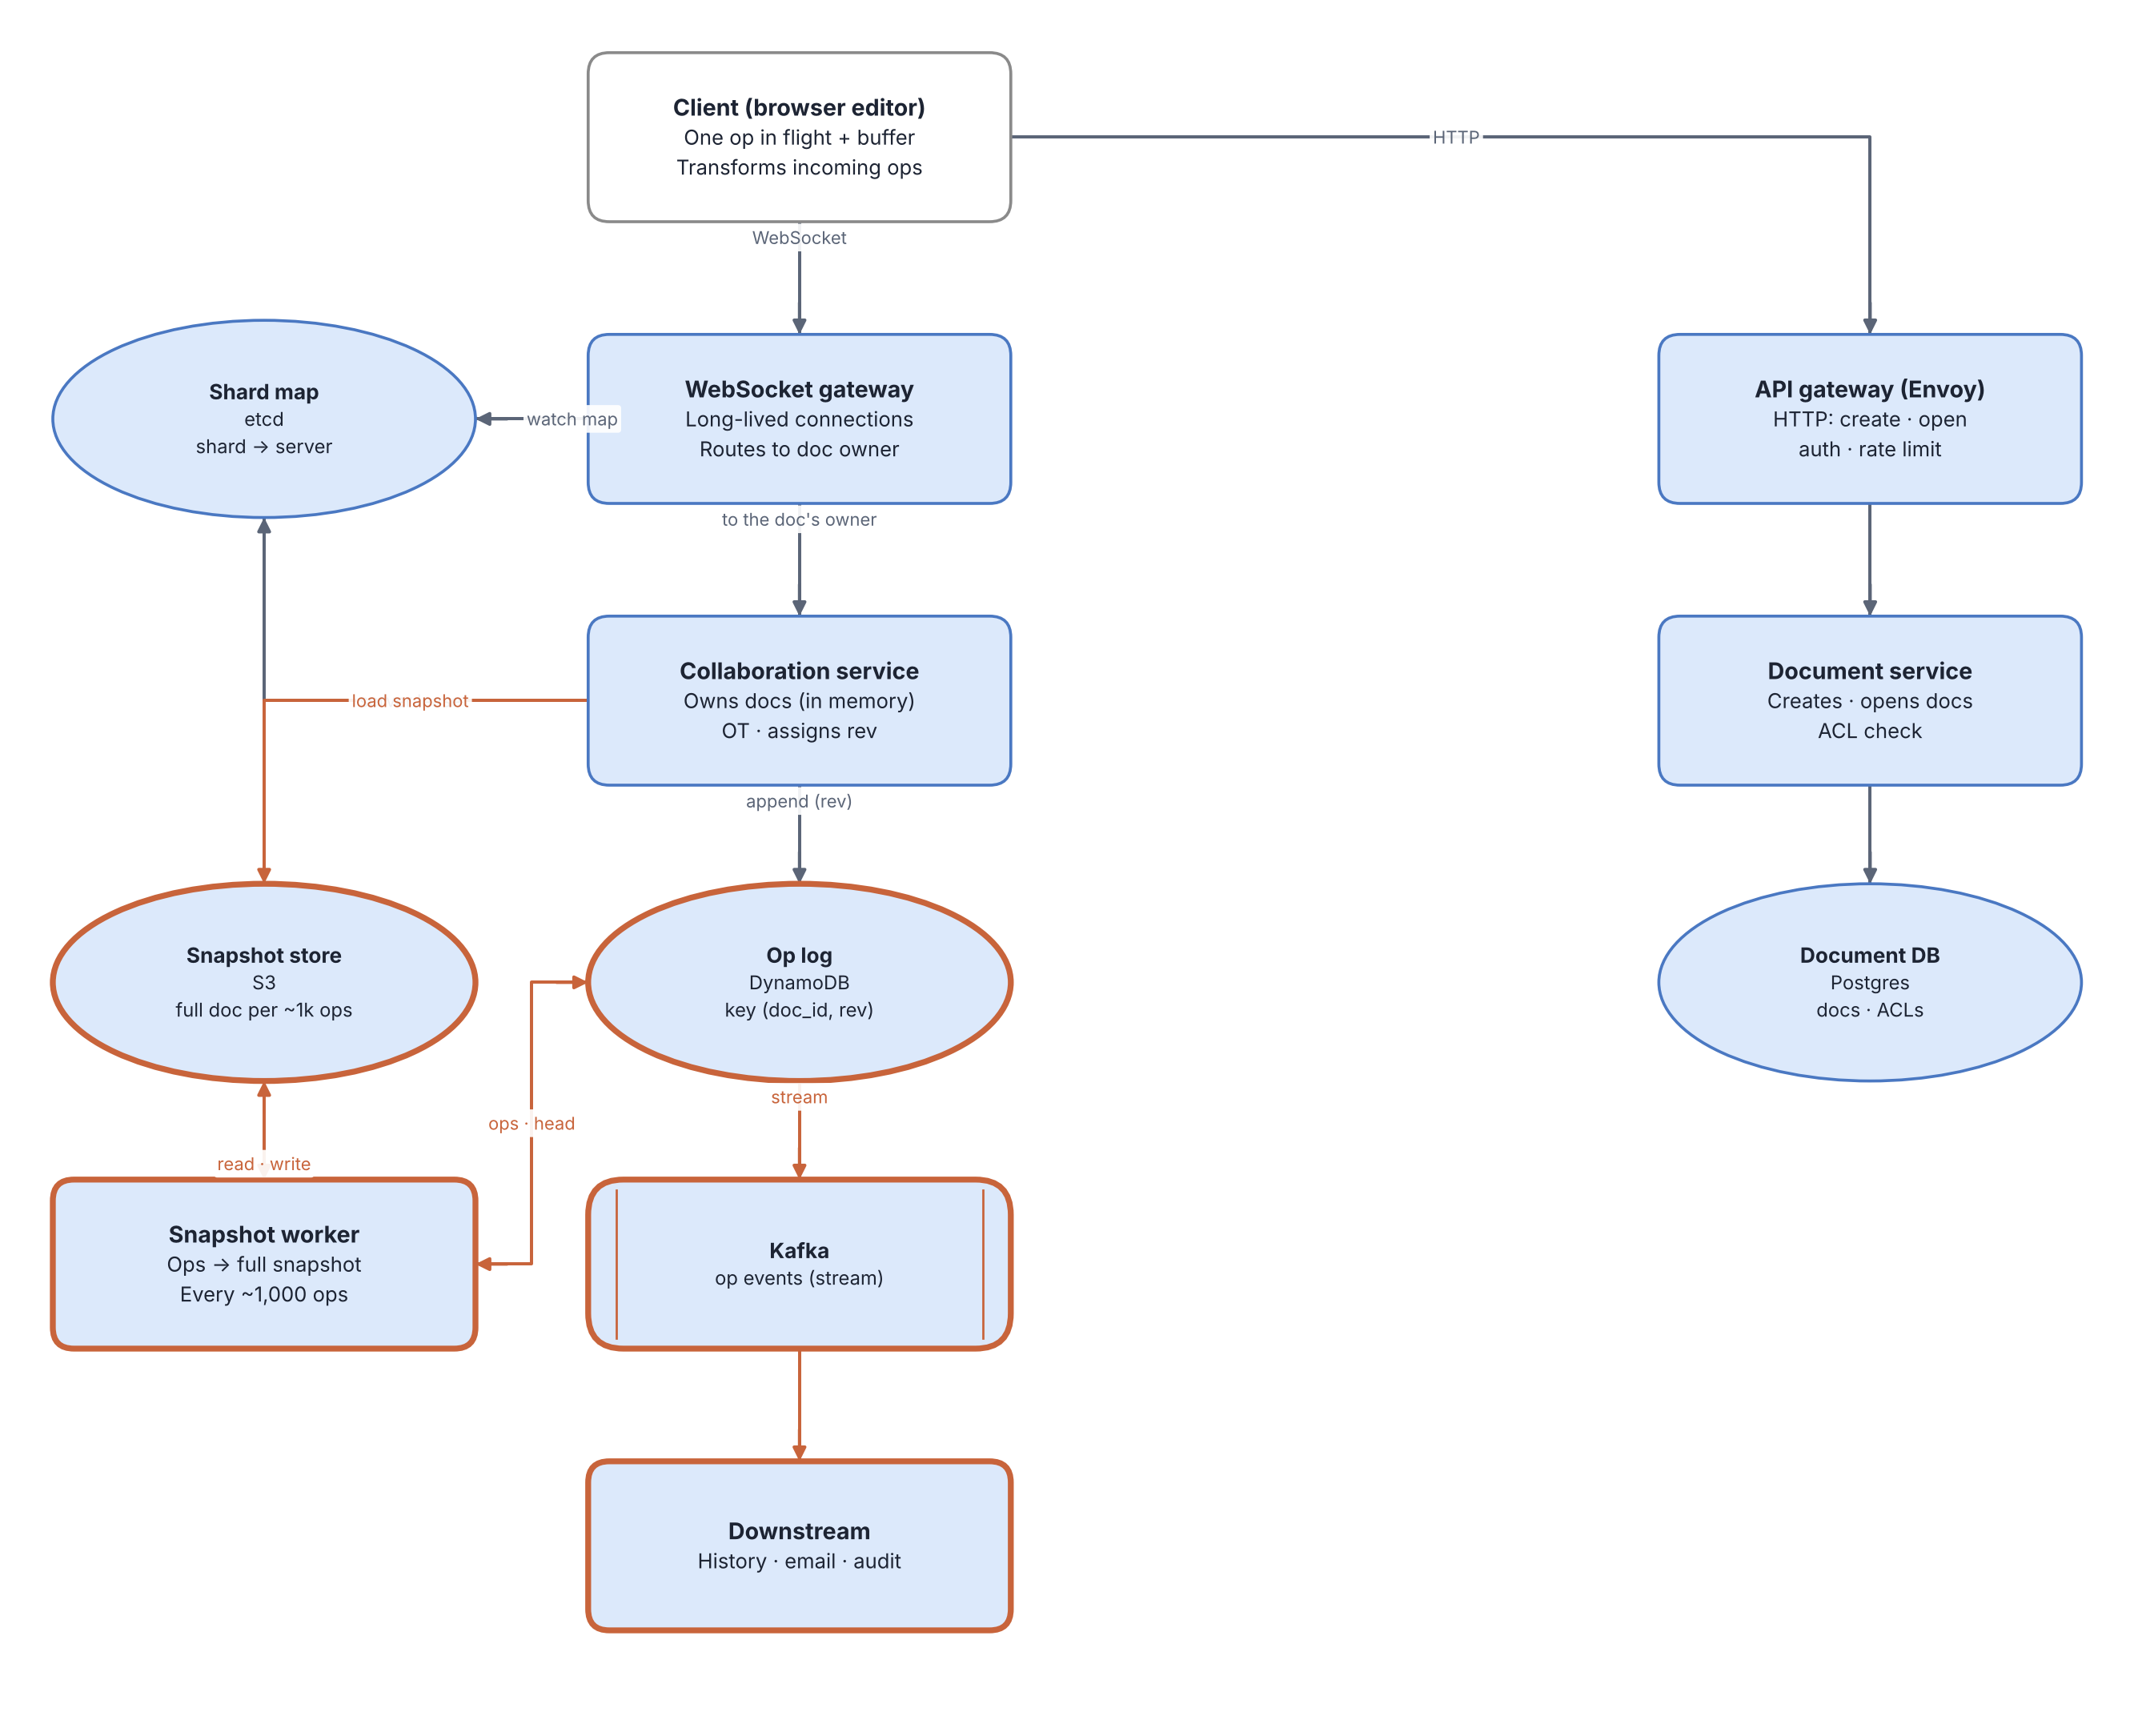 Client (browser editor)
One op in flight + buffer
Transforms incoming ops
HTTP
WebSocket
Shard map
etcd
shard → server
watch map
WebSocket gateway
Long-lived connections
Routes to doc owner
API gateway (Envoy)
HTTP: create · open
auth · rate limit
to the doc's owner
load snapshot
Collaboration service
Owns docs (in memory)
OT · assigns rev
Document service
Creates · opens docs
ACL check
append (rev)
Snapshot store
S3
full doc per ~1k ops
Op log
DynamoDB
key (doc_id, rev)
Document DB
Postgres
docs · ACLs
stream
ops · head
read · write
Snapshot worker
Ops → full snapshot
Every ~1,000 ops
Kafka
op events (stream)
Downstream
History · email · audit